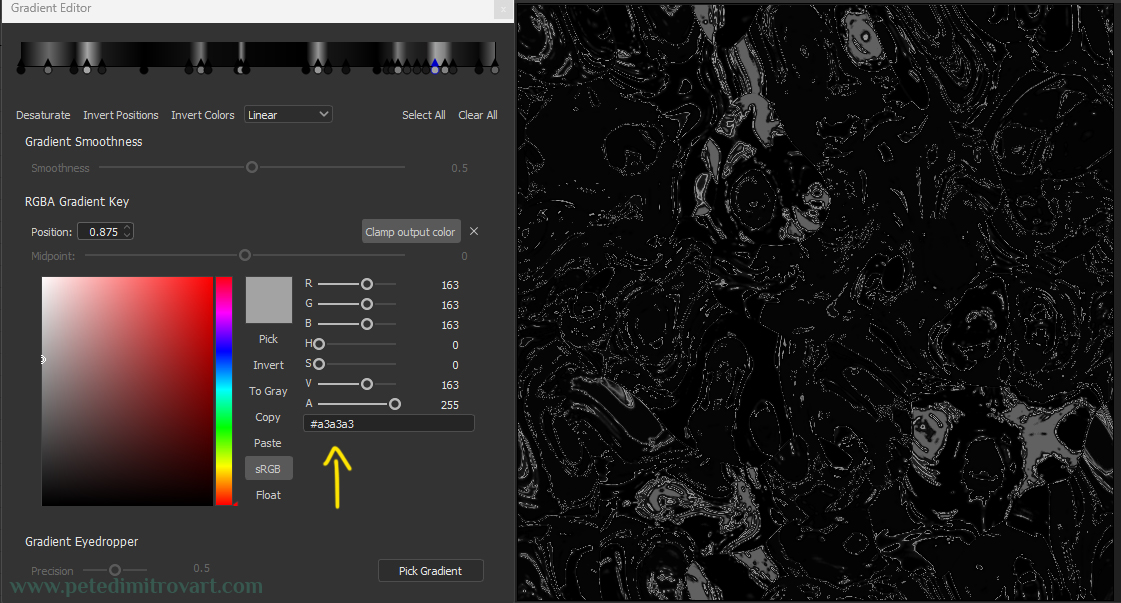 Gradient Editor
x
Desaturate Invert Positions Invert Colors Linear Select All Clear All
Gradient Smoothness
Smoothness 0.5
RGBA Gradient Key
Position: 0.875 Clamp output color
Midpoint: 0
R 163
G 163
B 163
H 0
S 0
V 163
A 255
#a3a3a3
Pick
Invert
To Gray
Copy
Paste
sRGB
Float
Gradient Eyedropper
Precision 0.5 Pick Gradient
www.petedimitrovart.com